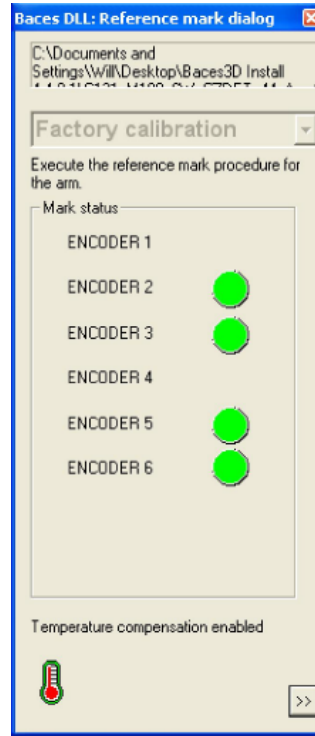 Baces DLL: Reference mark dialog
C:\Documents and
Settings\Will\Desktop\Baces3D Install
Factory calibration
Execute the reference mark procedure for
the arm.
Mark status
ENCODER 1
ENCODER 2
ENCODER 3
ENCODER 4
ENCODER 5
ENCODER 6
Temperature compensation enabled
>>